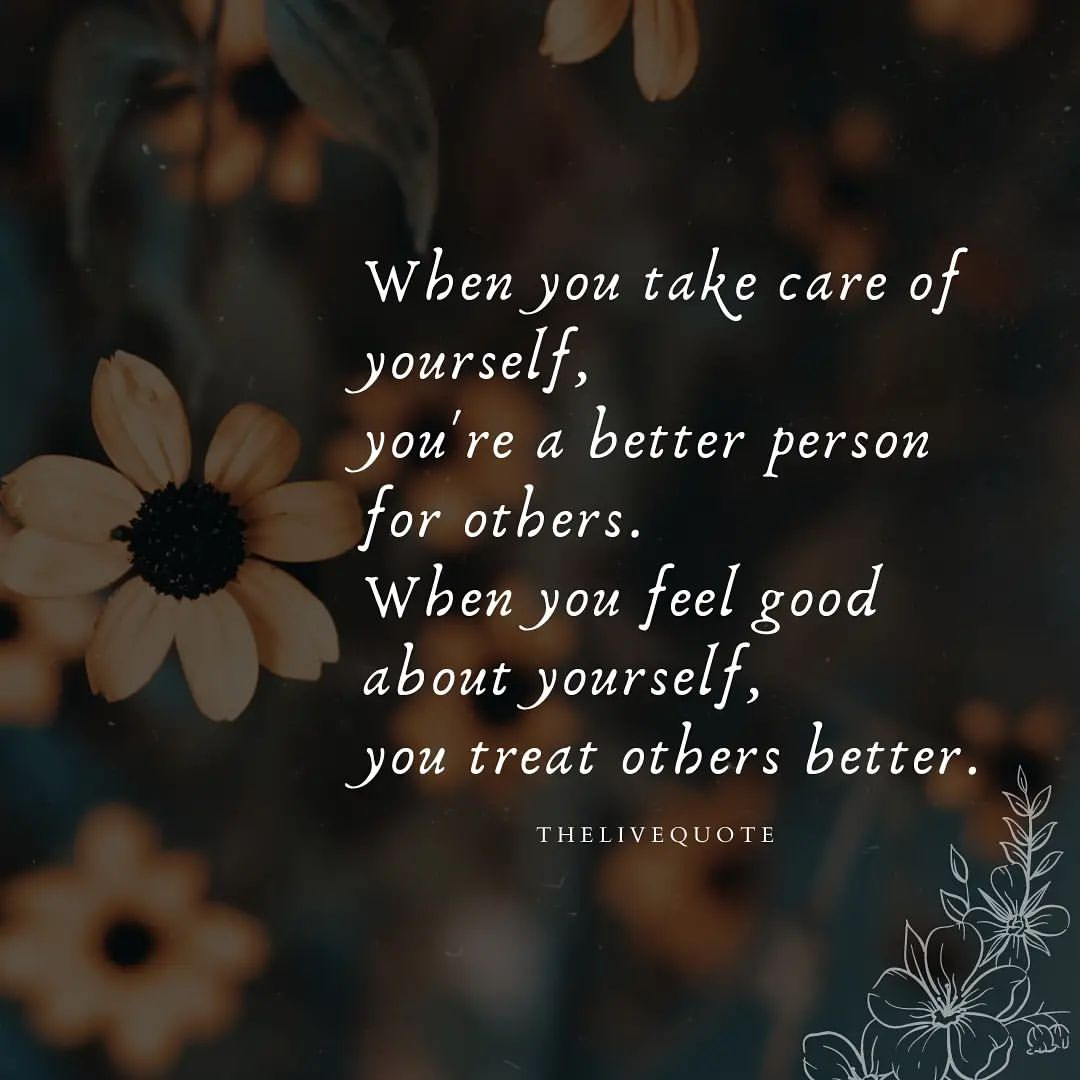 When you take care of
yourself,
you're a better person
for others.
When you feel good
about yourself,
you treat others better.
THELIVEQUOTE